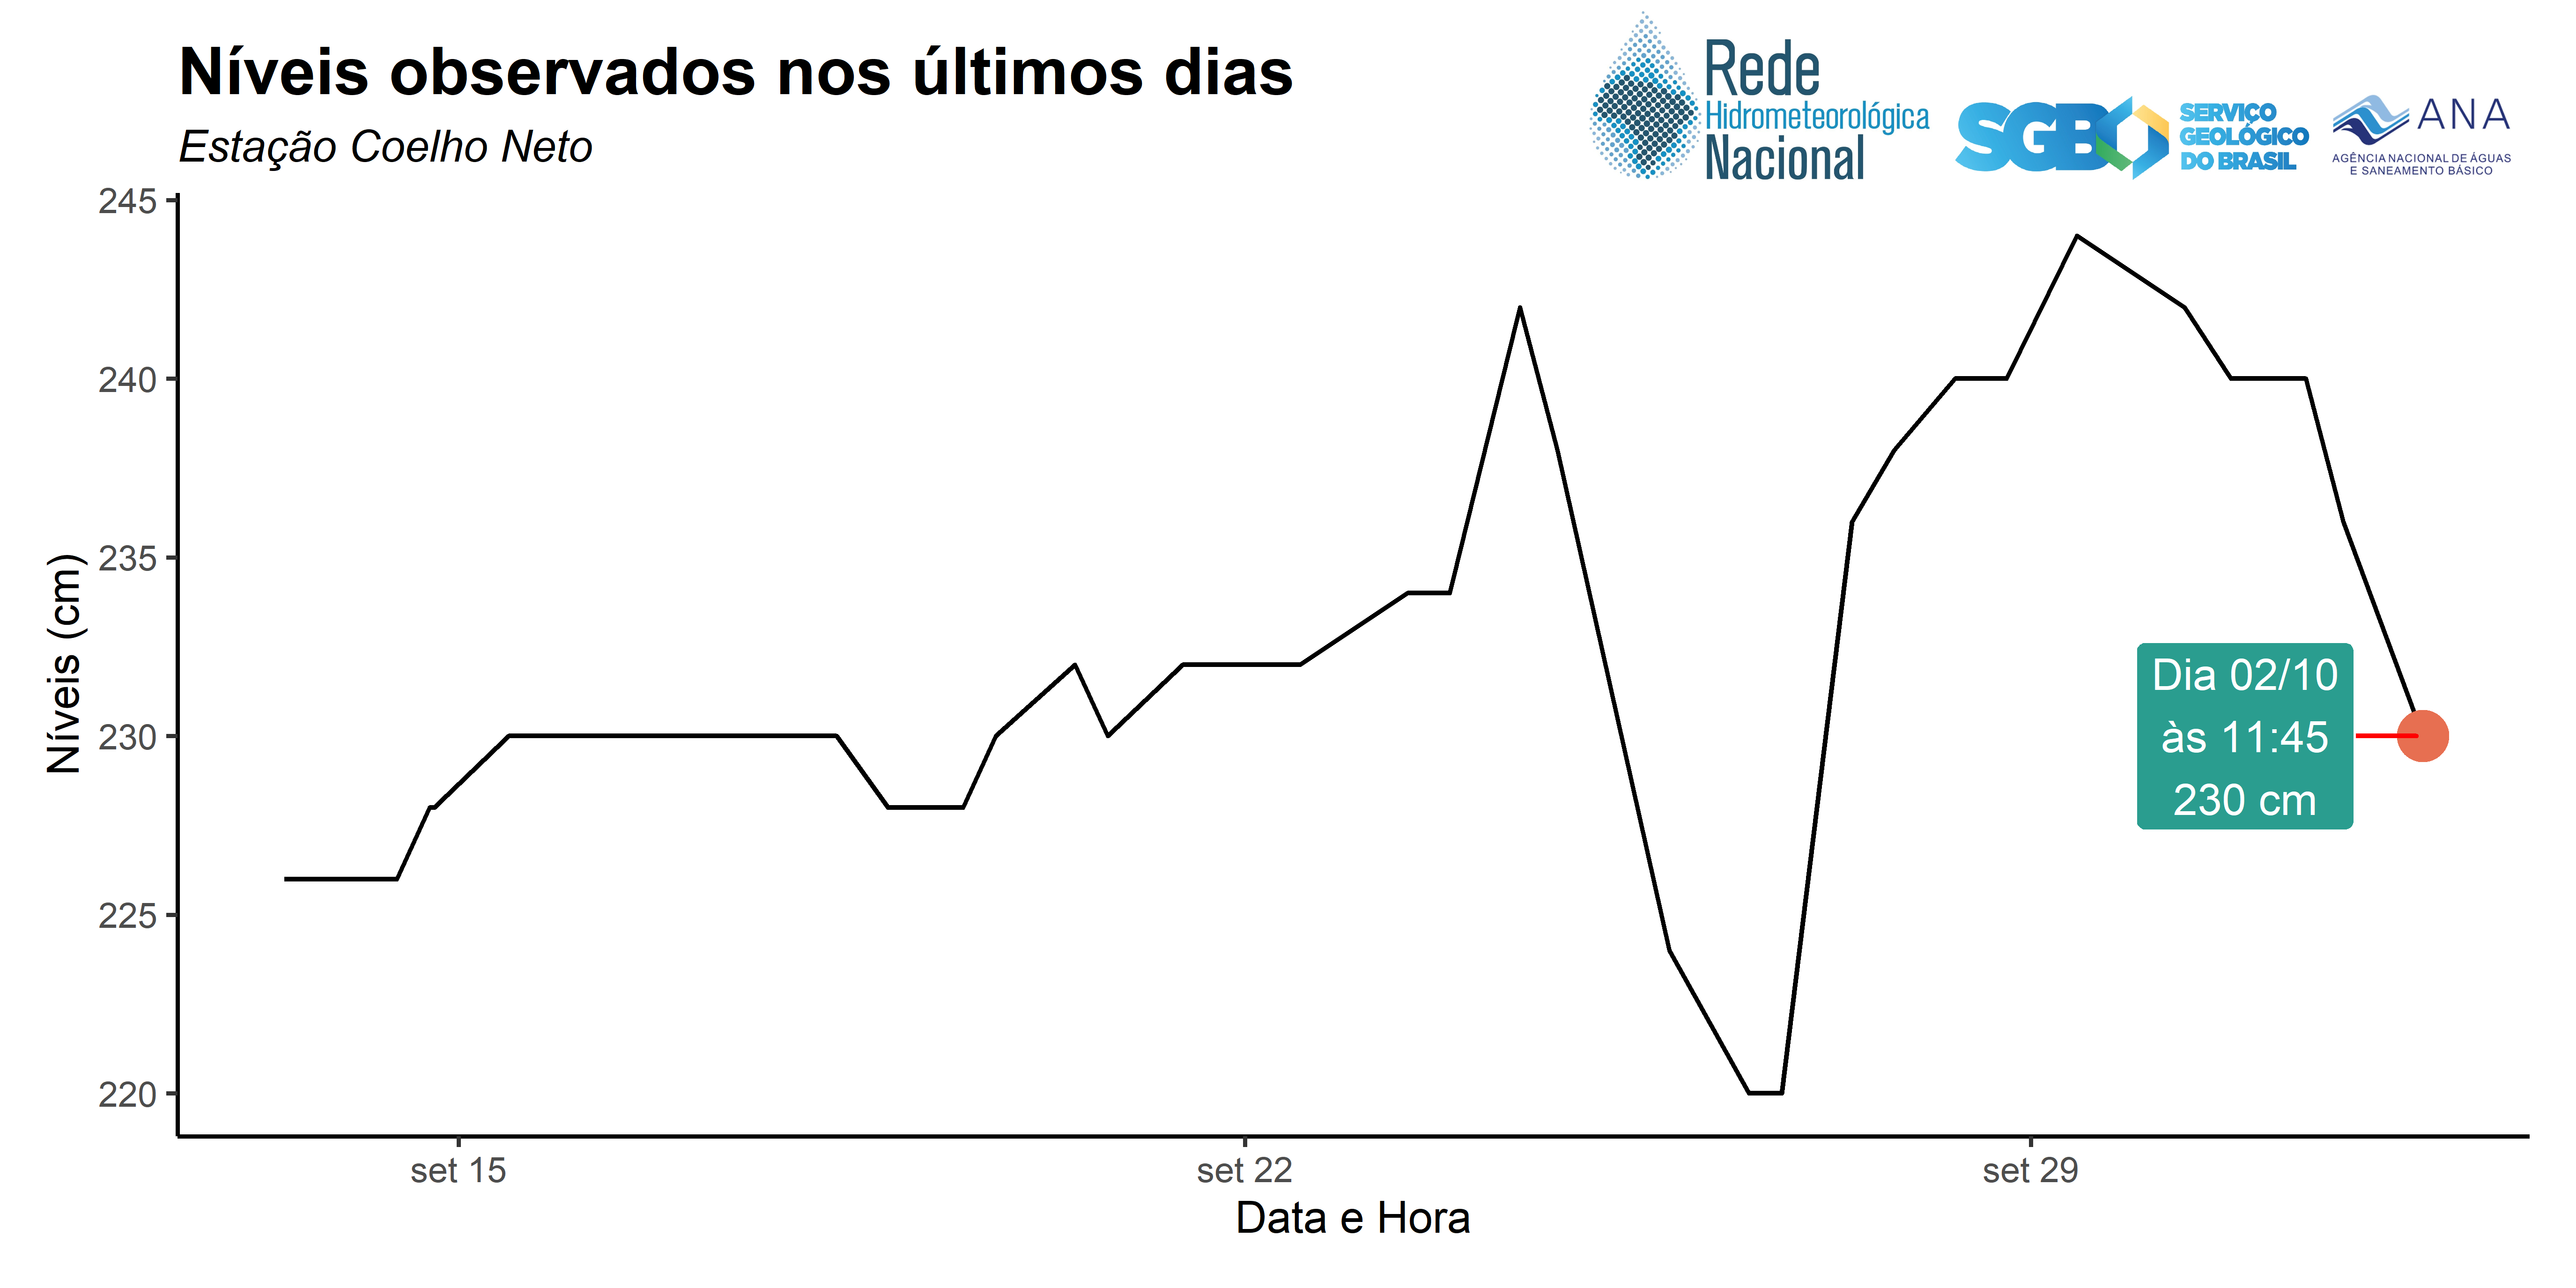 Níveis observados nos últimos dias
Estação Coelho Neto
Rede
Hidrometeorológica
Nacional
SGB
SERVIÇO
GEOLÓGICO
DO BRASIL
ANA
AGÊNCIA NACIONAL DE ÁGUAS
E SANEAMENTO BÁSICO
245
240
235
230
225
220
Níveis (cm)
Dia 02/10
às 11:45
230 cm
set 15
set 22
set 29
Data e Hora